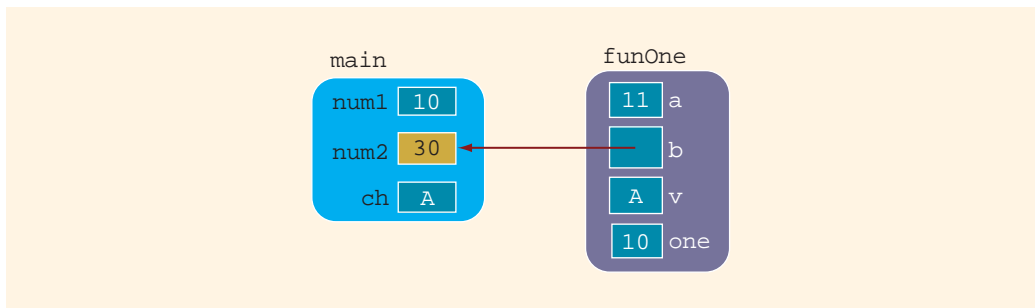 main
num1 10
num2 30
ch A
funOne
11 a
b
A v
10 one